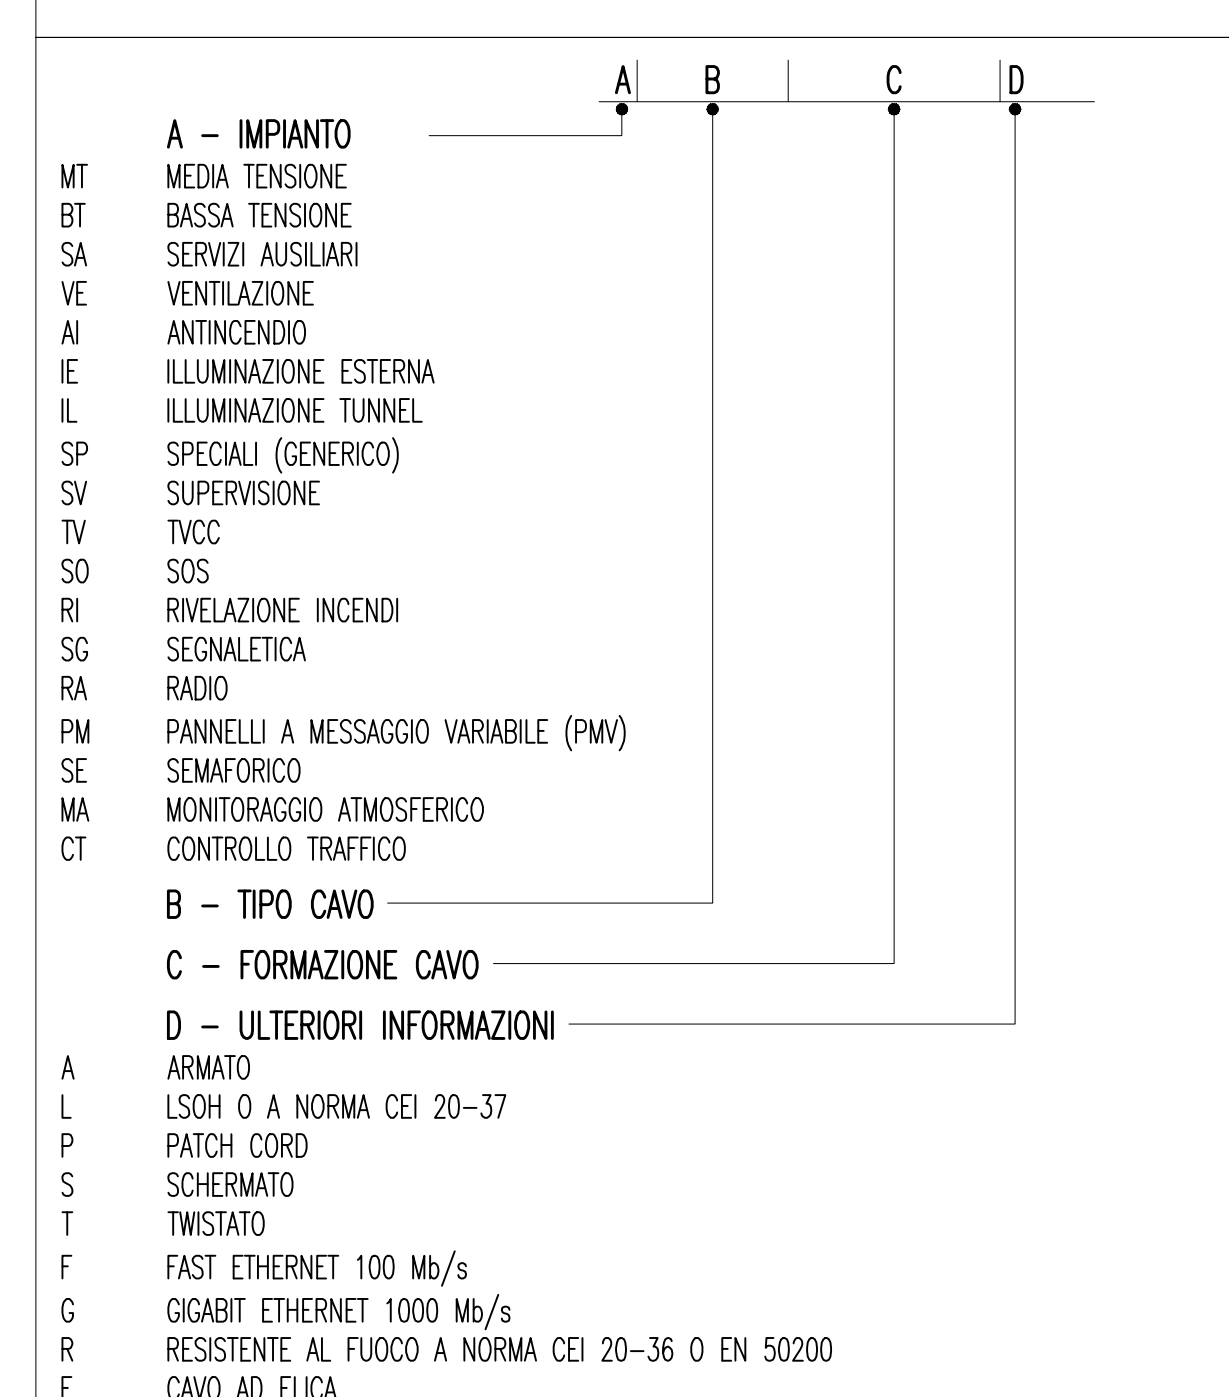 A B C D
A – IMPIANTO
MT MEDIA TENSIONE
BT BASSA TENSIONE
SA SERVIZI AUSILIARI
VE VENTILAZIONE
AI ANTINCENDIO
IE ILLUMINAZIONE ESTERNA
IL ILLUMINAZIONE TUNNEL
SP SPECIALI (GENERICO)
SV SUPERVISIONE
TV TVCC
SO SOS
RI RIVELAZIONE INCENDI
SG SEGNALETICA
RA RADIO
PM PANNELLI A MESSAGGIO VARIABILE (PMV)
SE SEMAFORICO
MA MONITORAGGIO ATMOSFERICO
CT CONTROLLO TRAFFICO
B – TIPO CAVO
C – FORMAZIONE CAVO
D – ULTERIORI INFORMAZIONI
A ARMATO
L LSOH O A NORMA CEI 20–37
P PATCH CORD
S SCHERMATO
T TWISTATO
F FAST ETHERNET 100 Mb/s
G GIGABIT ETHERNET 1000 Mb/s
R RESISTENTE AL FUOCO A NORMA CEI 20–36 O EN 50200
CAVO AD ELICA